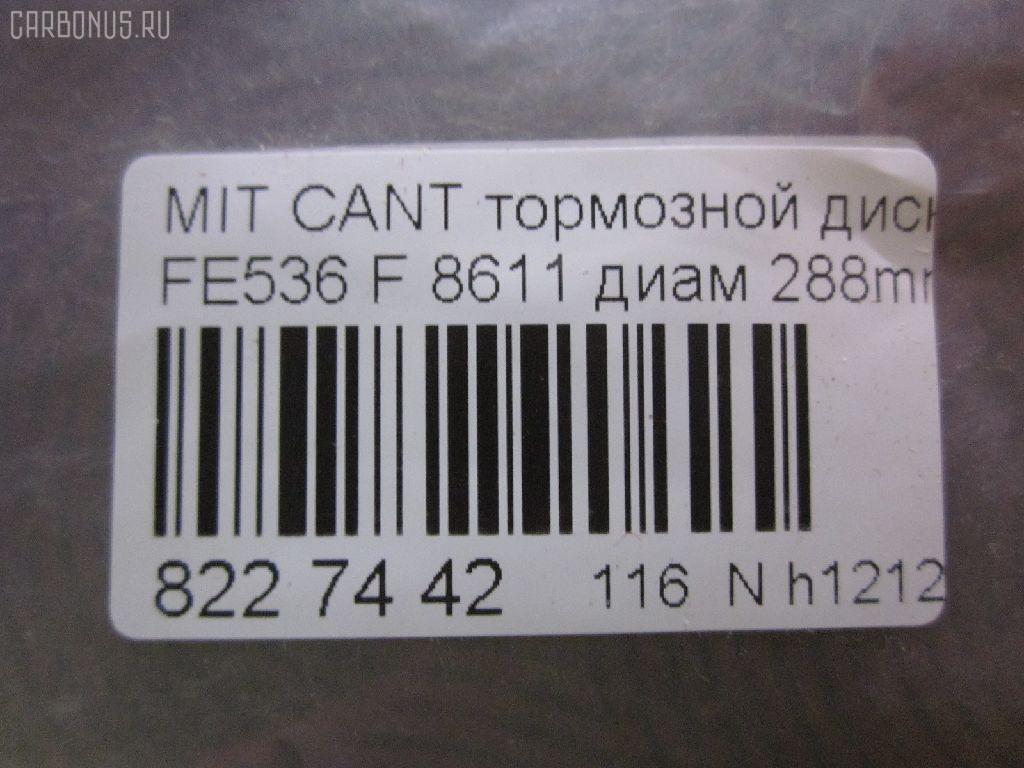 CARBONUS.RU
MIT CANT тормозной диск
FE536 F 8611 диам 288mm
822 74 42 116 N h1212